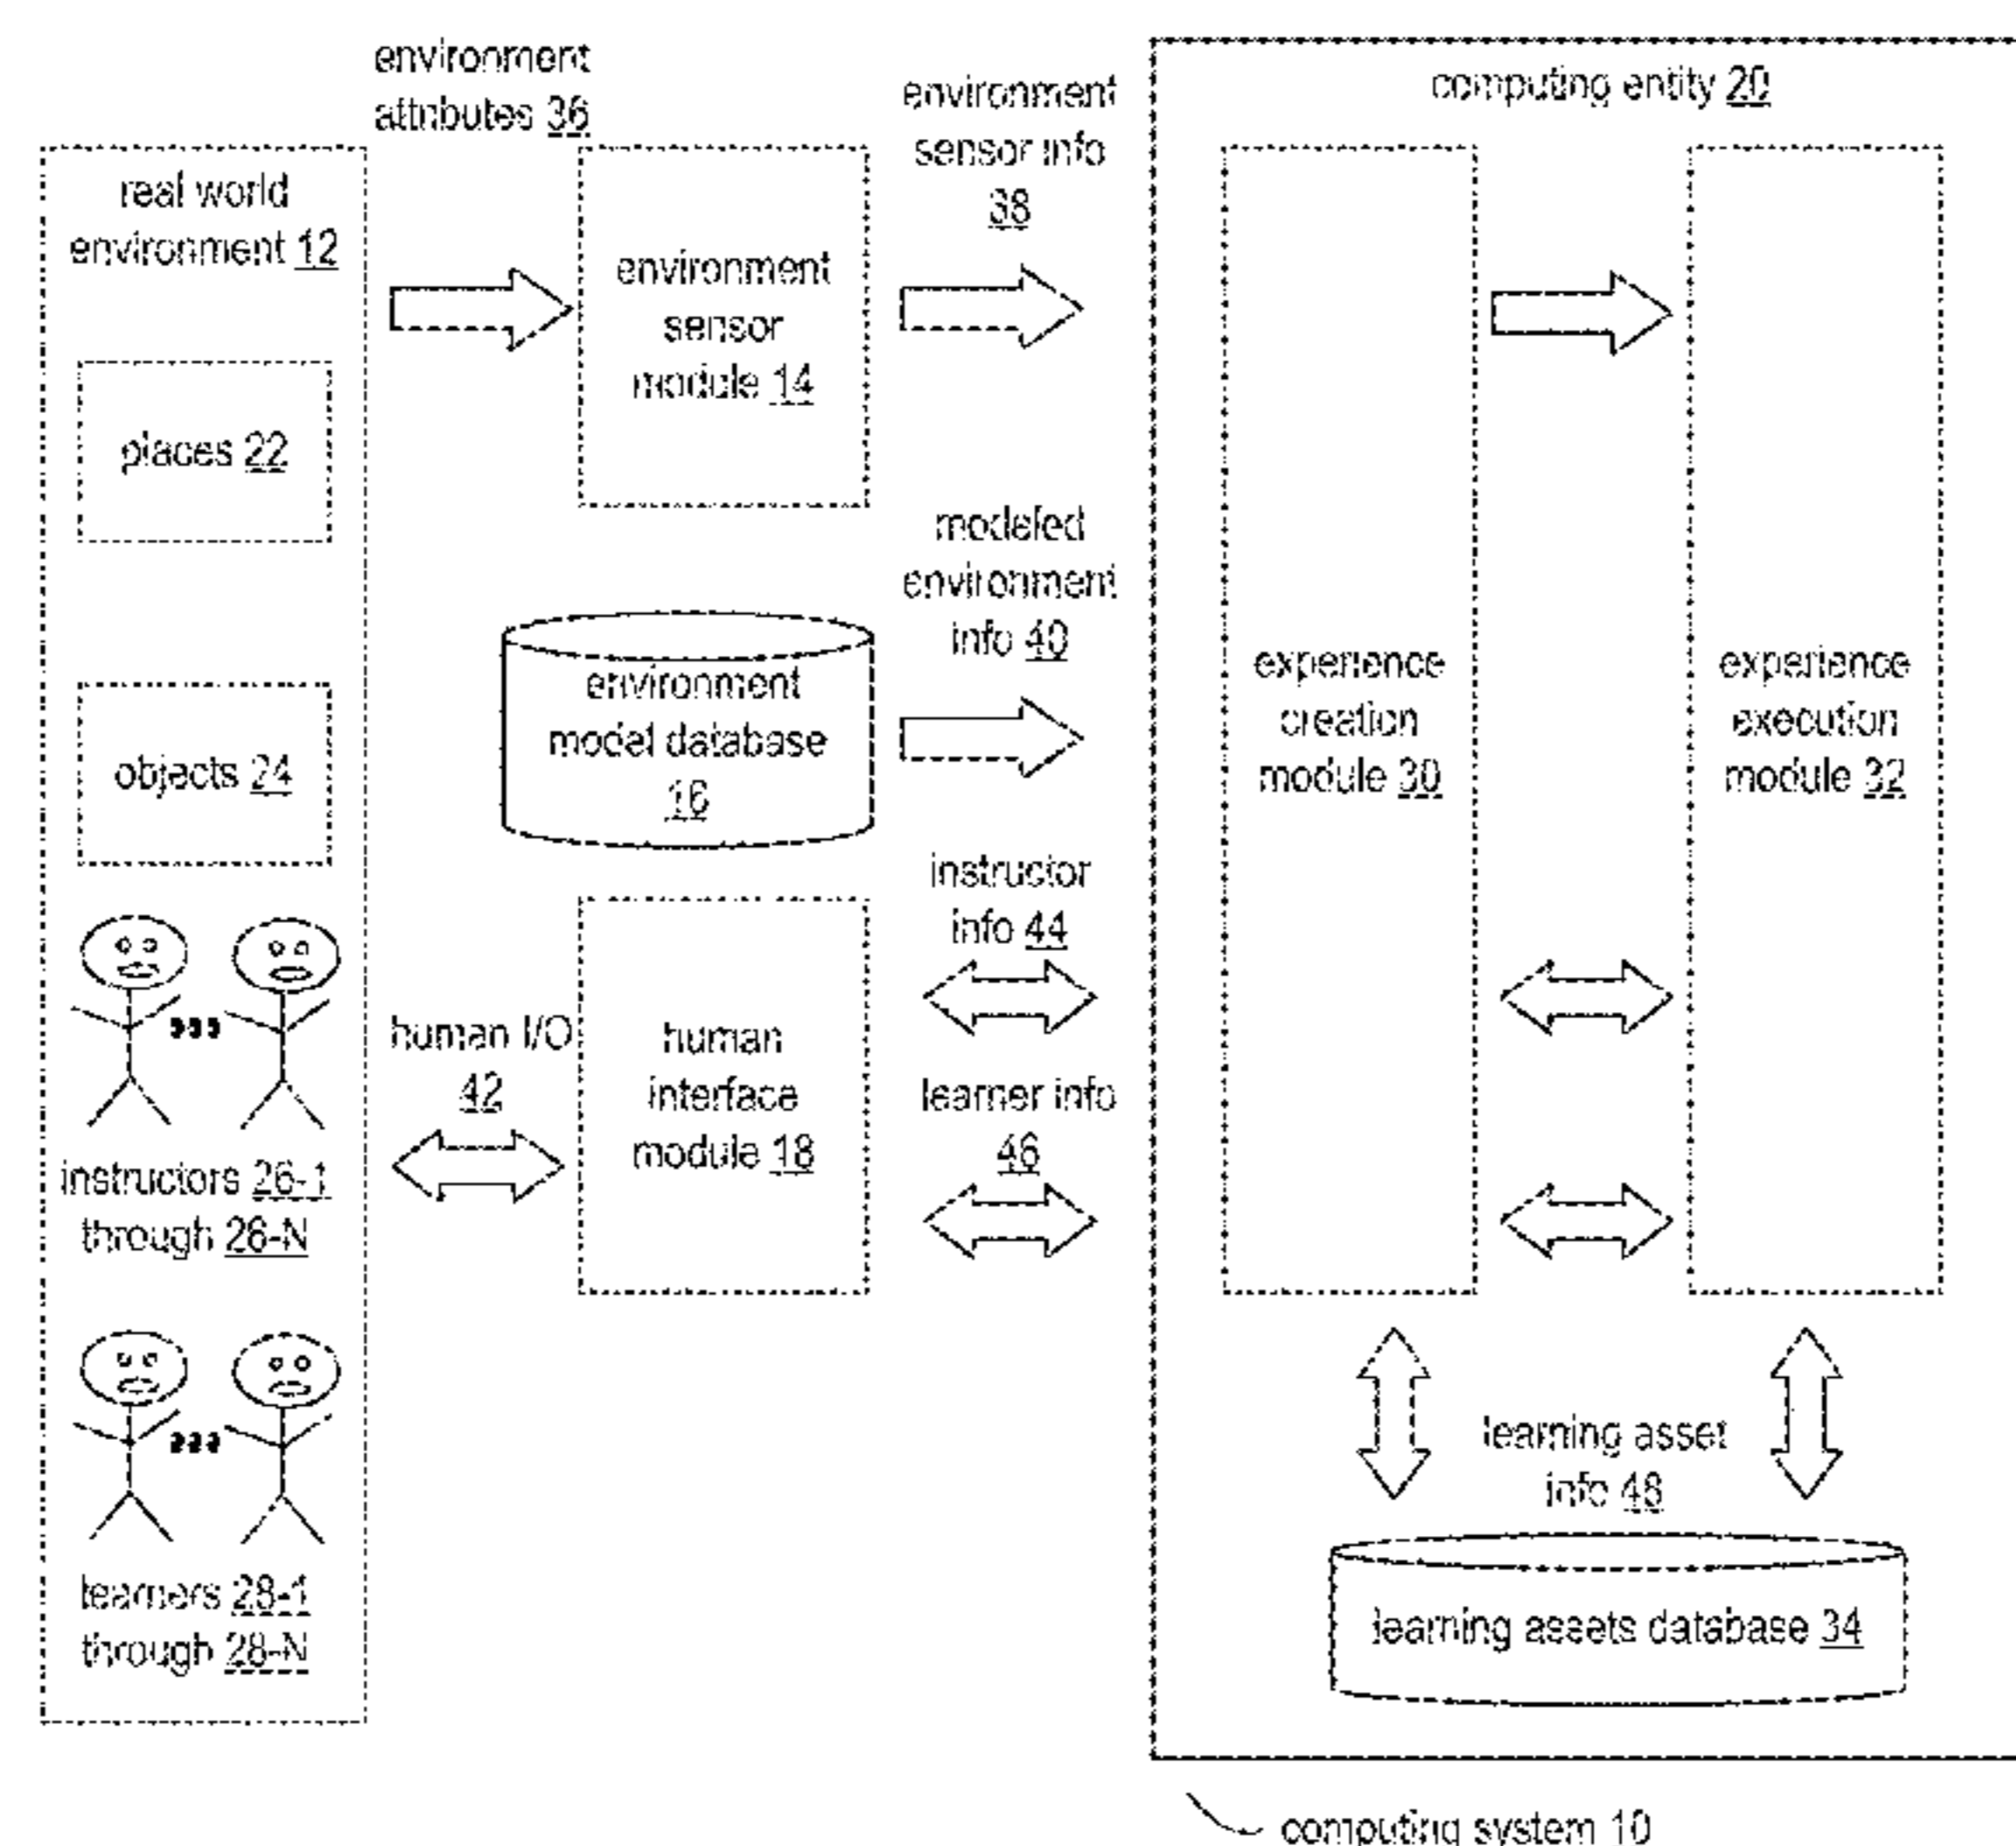 environment
attributes 36
real world
environment 12
places 22
objects 24
instructors 26-1
through 26-N
learners 28-1
through 28-N
environment
sensor
module 14
environment
model database
16
human I/O
42
human
interface
module 18
environment
sensor info
38
modeled
environment
info 40
instructor
info 44
learner info
46
computing entity 20
experience
creation
module 30
experience
execution
module 32
learning asset
info 48
learning assets database 34
computing system 10